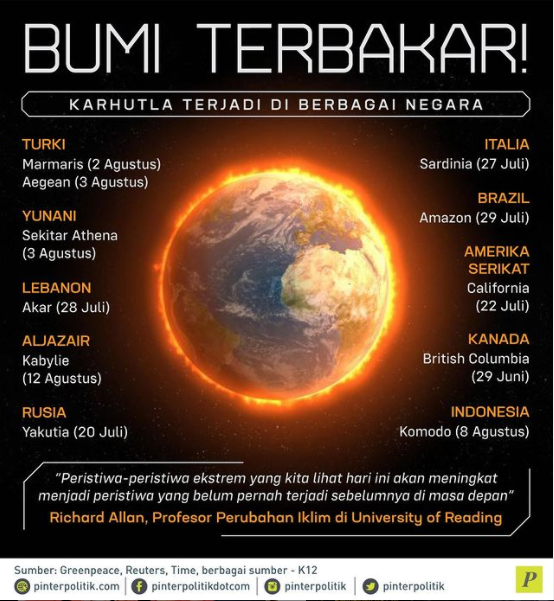 BUMI TERBAKAR!
KARHUTLA TERJADI DI BERBAGAI NEGARA
TURKI
Marmaris (2 Agustus)
Aegean (3 Agustus)
YUNANI
Sekitar Athena
(3 Agustus)
LEBANON
Akar (28 Juli)
ALJAZAIR
Kabylie
(12 Agustus)
RUSIA
Yakutia (20 Juli)
ITALIA
Sardinia (27 Juli)
BRAZIL
Amazon (29 Juli)
AMERIKA
SERIKAT
California
(22 Juli)
KANADA
British Columbia
(29 Juni)
INDONESIA
Komodo (8 Agustus)
"Peristiwa-peristiwa ekstrem yang kita lihat hari ini akan meningkat
menjadi peristiwa yang belum pernah terjadi sebelumnya di masa depan"
Richard Allan, Profesor Perubahan Iklim di University of Reading
Sumber: Greenpeace, Reuters, Time, berbagai sumber - K12
pinterpolitik.com | pinterpolitikdotcom | pinterpolitik | pinterpolitik
P